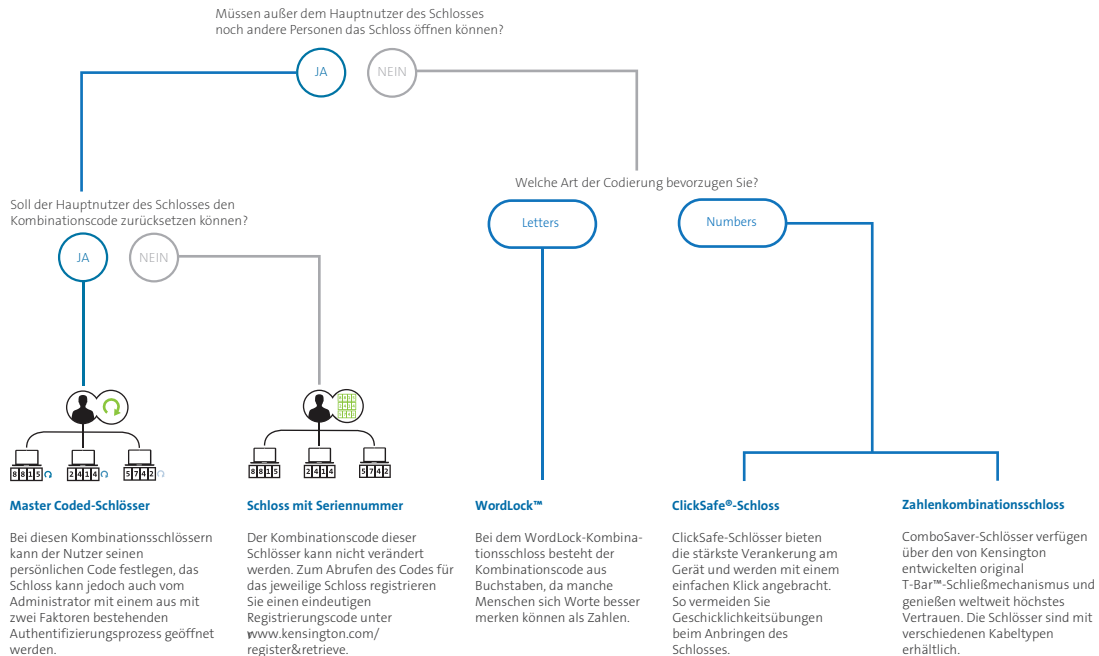 Müssen außer dem Hauptnutzer des Schlosses
noch andere Personen das Schloss öffnen können?
JA
NEIN
Welche Art der Codierung bevorzugen Sie?
Letters
Numbers
Soll der Hauptnutzer des Schlosses den
Kombinationscode zurücksetzen können?
JA
NEIN
8815
2414
5742
8815
2414
5742
Master Coded-Schlösser
Bei diesen Kombinationsschlössern
kann der Nutzer seinen
persönlichen Code festlegen, das
Schloss kann jedoch auch vom
Administrator mit einem aus mit
zwei Faktoren bestehenden
Authentifizierungsprozess geöffnet
werden.
Schloss mit Seriennummer
Der Kombinationscode dieser
Schlösser kann nicht verändert
werden. Zum Abrufen des Codes für
das jeweilige Schloss registrieren
Sie einen eindeutigen
Registrierungscode unter
www.kensington.com/
register&retrieve.
WordLock™
Bei dem WordLock-Kombina-
tionsschloss besteht der
Kombinationscode aus
Buchstaben, da manche
Menschen sich Worte besser
merken können als Zahlen.
ClickSafe®-Schloss
ClickSafe-Schlösser bieten
die stärkste Verankerung am
Gerät und werden mit einem
einfachen Klick angebracht.
So vermeiden Sie
Geschicklichkeitsübungen
beim Anbringen des
Schlosses.
Zahlenkombinationsschloss
ComboSaver-Schlösser verfügen
über den von Kensington
entwickelten original
T-Bar™-Schließmechanismus und
genießen weltweit höchstes
Vertrauen. Die Schlösser sind mit
verschiedenen Kabeltypen
erhältlich.